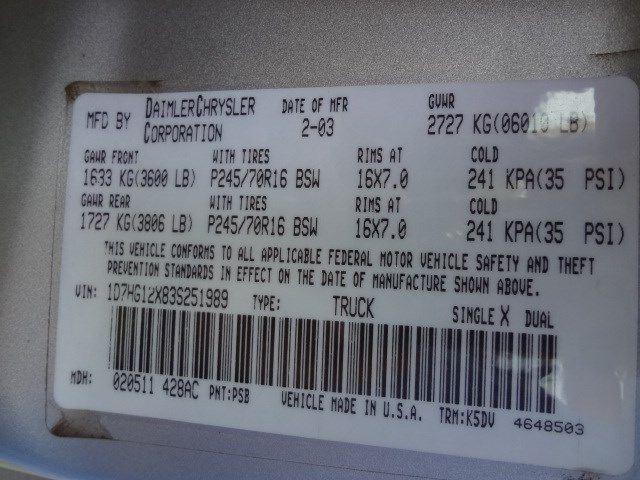 MFD BY DAIMLERCHRYSLER CORPORATION DATE OF MFR 2-03 GVWR 2727 KG(06010 LB)
GAWR FRONT WITH TIRES RIMS AT COLD
1633 KG(3600 LB) P245/70R16 BSW 16X7.0 241 KPA(35 PSI)
GAWR REAR WITH TIRES RIMS AT COLD
1727 KG(3806 LB) P245/70R16 BSW 16X7.0 241 KPA(35 PSI)
THIS VEHICLE CONFORMS TO ALL APPLICABLE FEDERAL MOTOR VEHICLE SAFETY AND THEFT
PREVENTION STANDARDS IN EFFECT ON THE DATE OF MANUFACTURE SHOWN ABOVE.
VIN: 1D7HG12X83S251989 TYPE: TRUCK SINGLE X DUAL
MDH: 020511 428AC PNT:PSB VEHICLE MADE IN U.S.A. TRM:K5DV 4648503